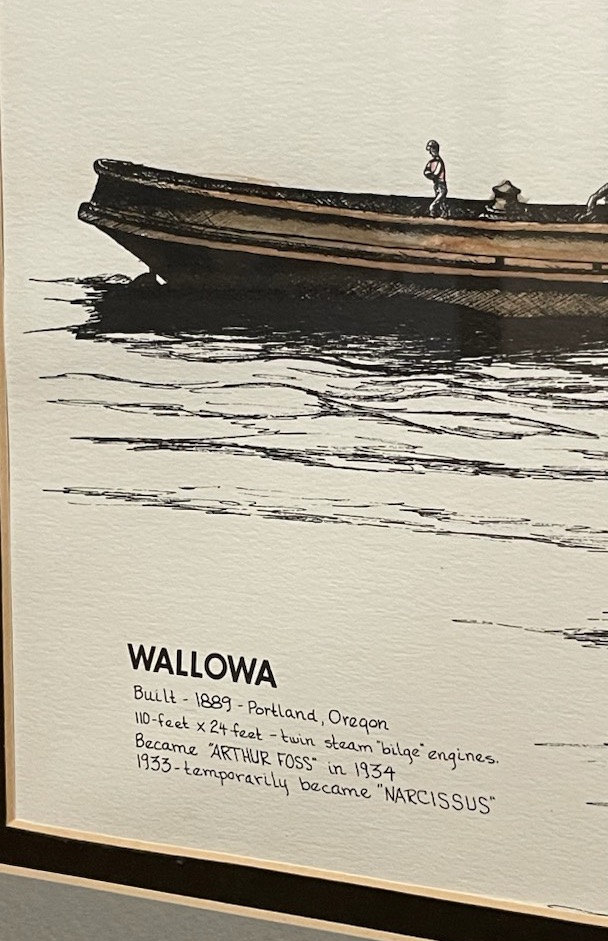 WALLOWA
Built - 1889 - Portland, Oregon
110-feet x 24 feet - twin steam "bilge" engines.
Became "ARTHUR FOSS" in 1934
1933 - temporarily became "NARCISSUS"